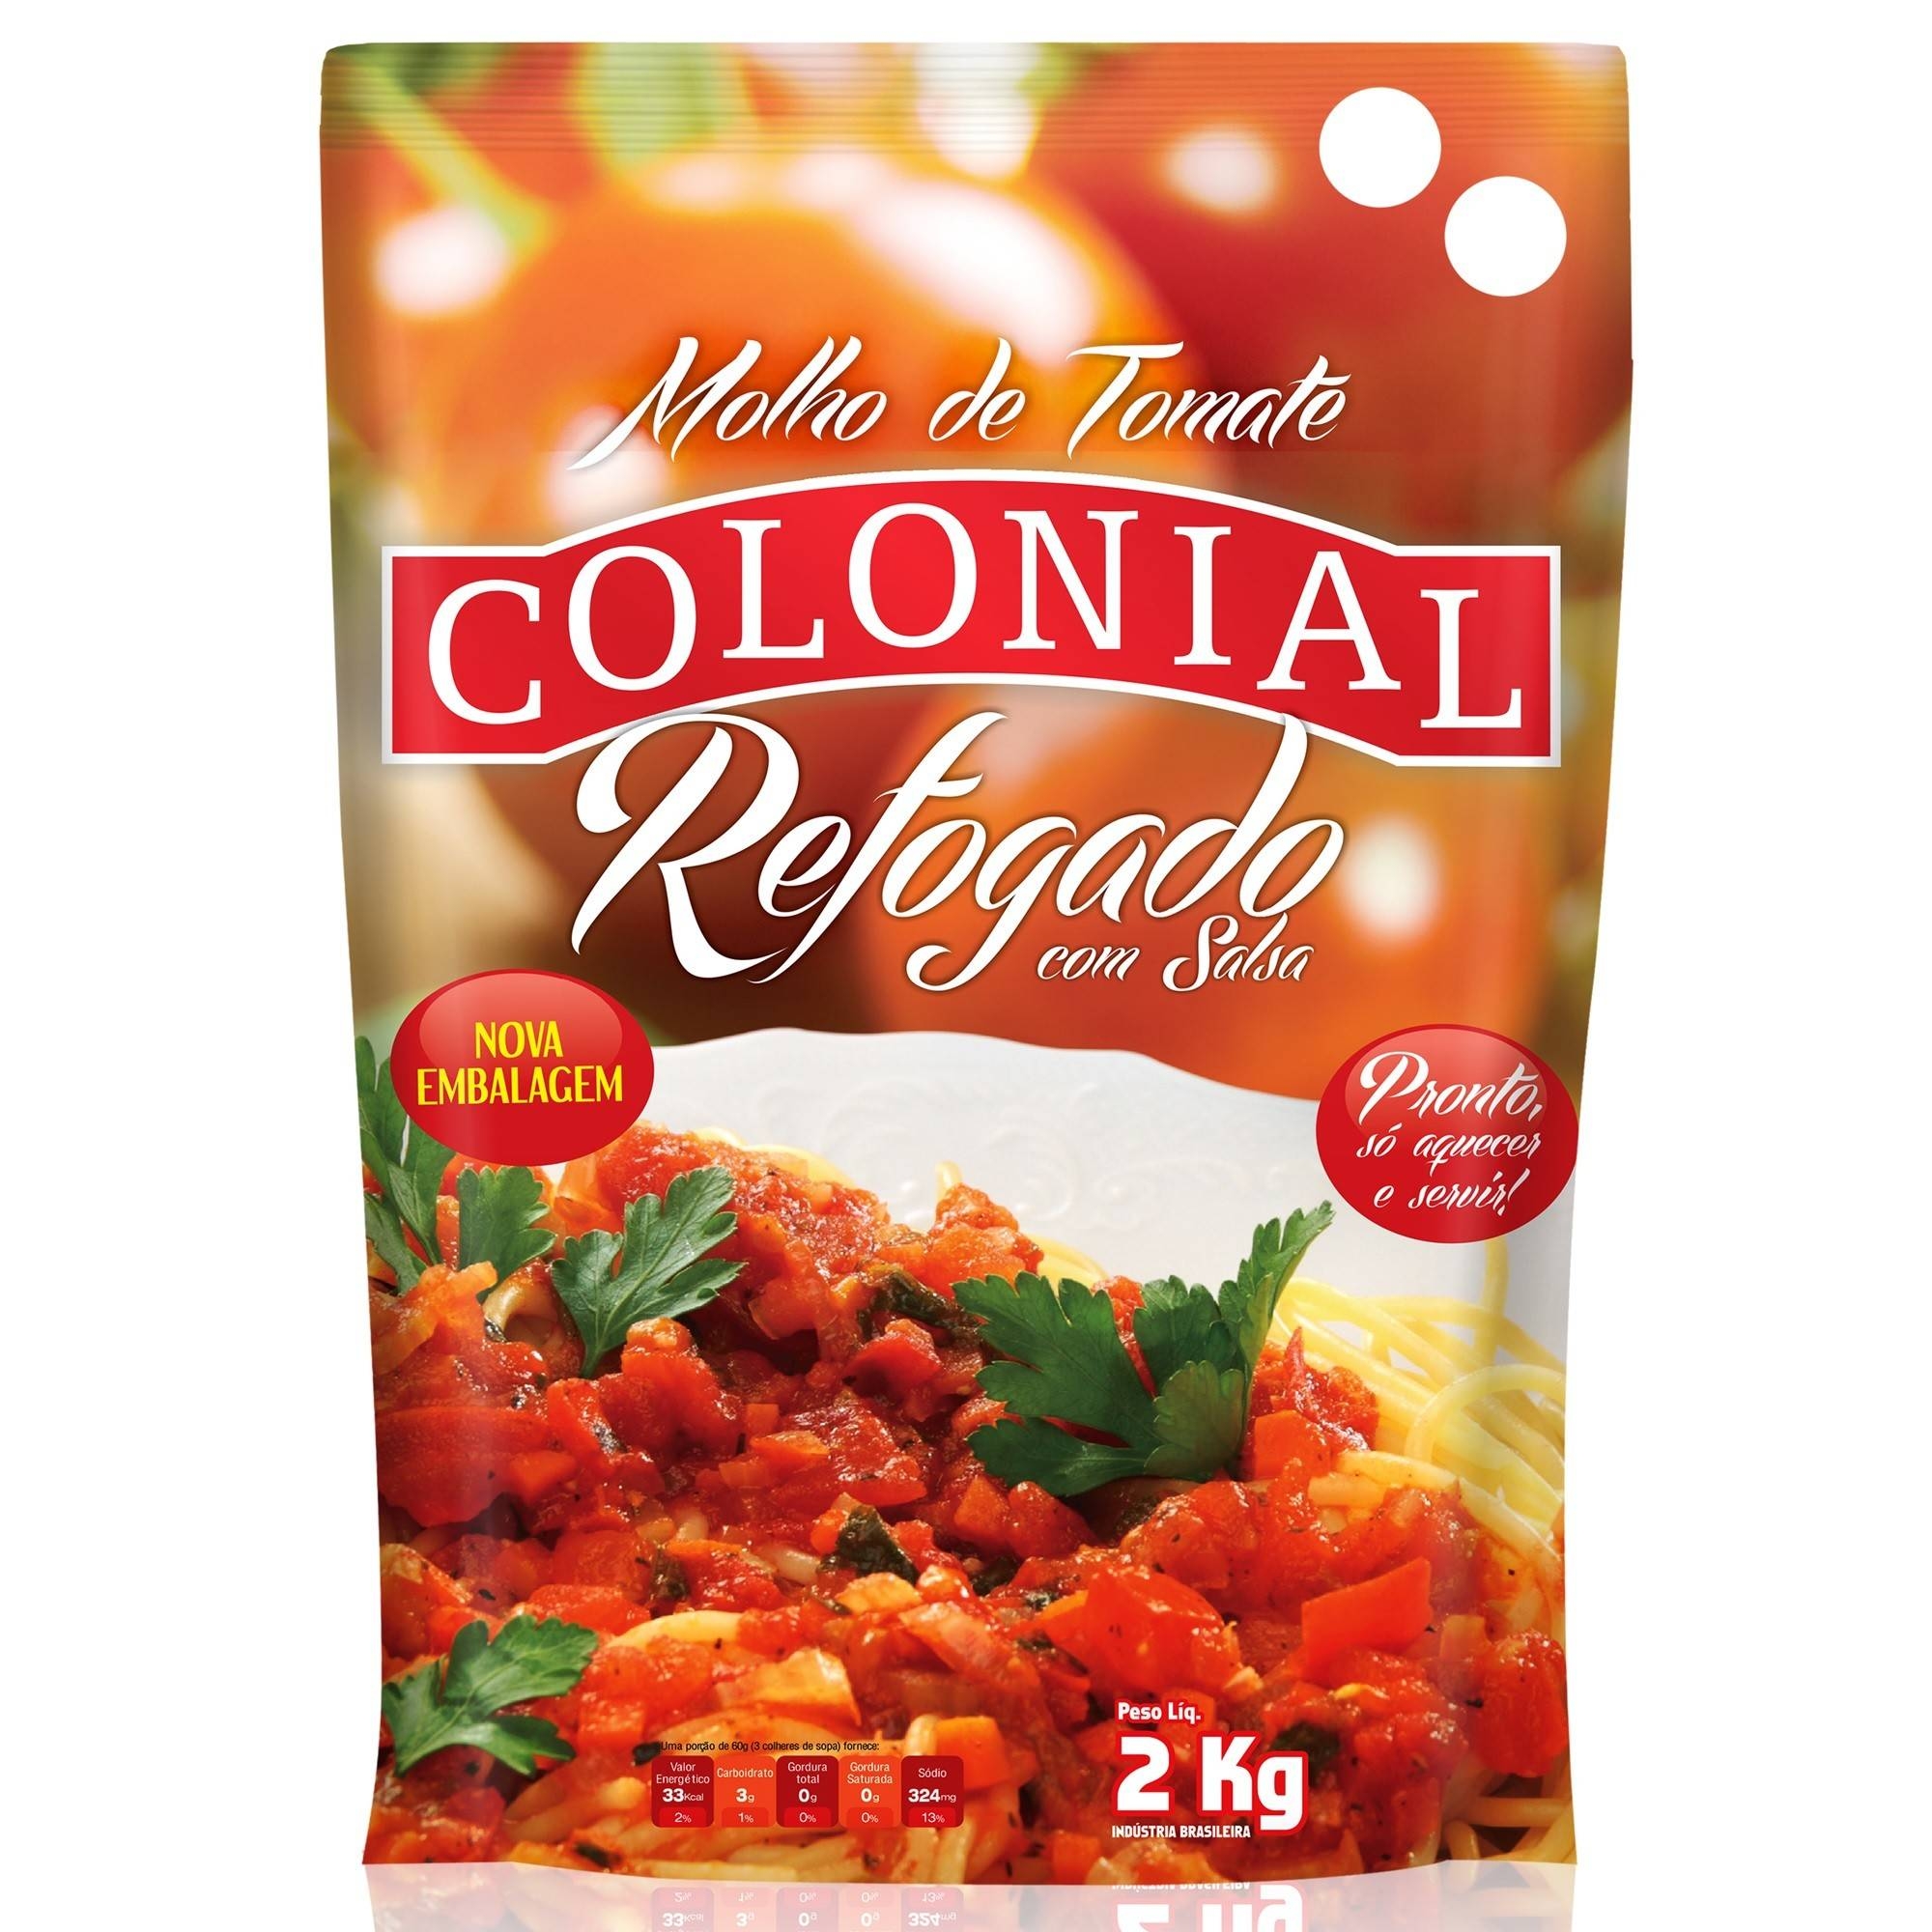 Molho de Tomate
COLONIAL
Refogado
com Salsa
NOVA
EMBALAGEM
Pronto,
só aquecer
e servir!
Peso Líq.
2 Kg
INDÚSTRIA BRASILEIRA
Uma porção de 60g (3 colheres de sopa) fornece:
Valor Energético 33Kcal 2%
Carboidrato 3g 1%
Gordura total 0g 0%
Gordura Saturada 0g 0%
Sódio 324mg 13%